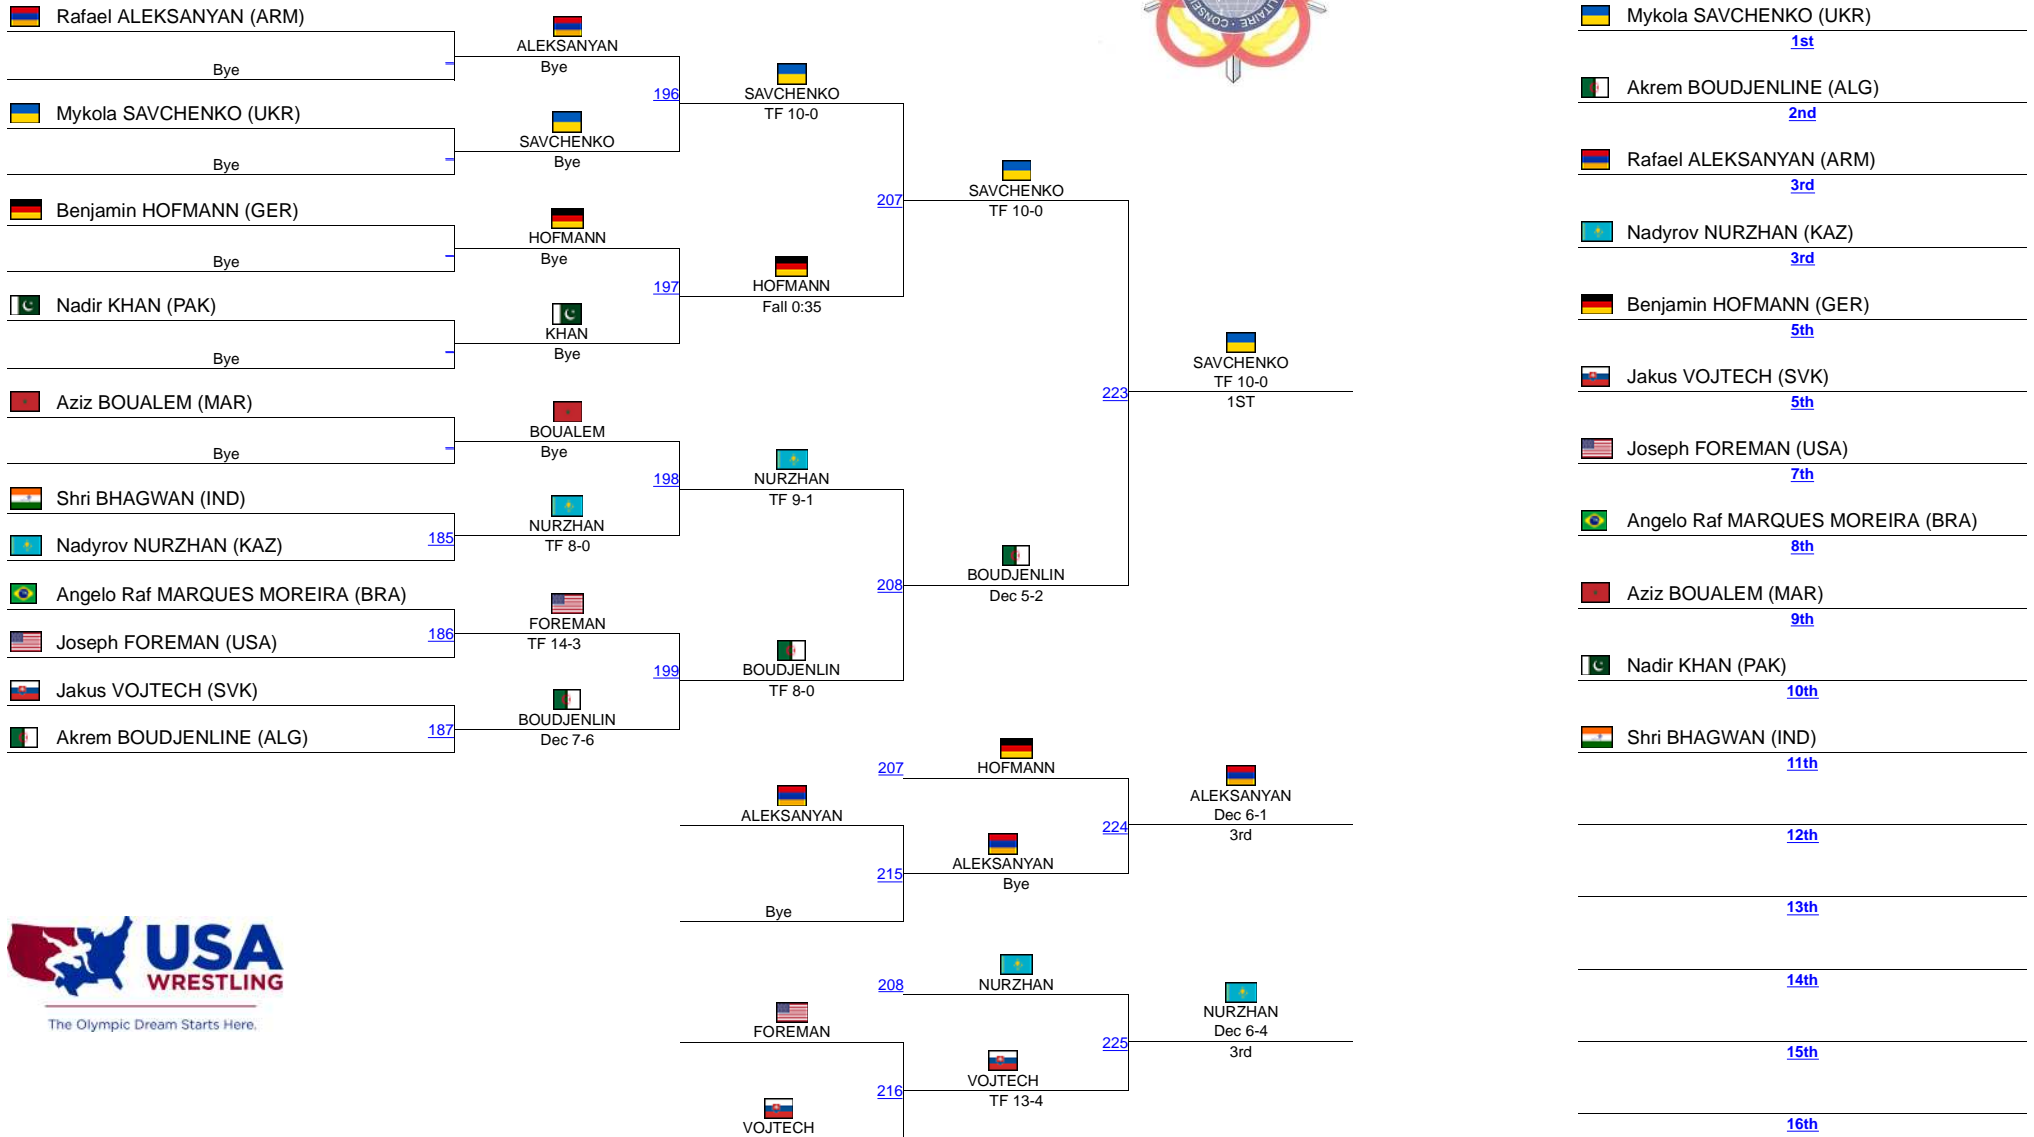 Rafael ALEKSANYAN (ARM)
Bye
Mykola SAVCHENKO (UKR)
Bye
Benjamin HOFMANN (GER)
Bye
Nadir KHAN (PAK)
Bye
Aziz BOUALEM (MAR)
Bye
Shri BHAGWAN (IND)
Nadyrov NURZHAN (KAZ)
185
Angelo Raf MARQUES MOREIRA (BRA)
Joseph FOREMAN (USA)
186
Jakus VOJTECH (SVK)
Akrem BOUDJENLINE (ALG)
187
ALEKSANYAN
Bye
196
SAVCHENKO
Bye
HOFMANN
Bye
197
KHAN
Bye
BOUALEM
Bye
198
NURZHAN
TF 8-0
FOREMAN
TF 14-3
199
BOUDJENLIN
Dec 7-6
SAVCHENKO
TF 10-0
207
HOFMANN
Fall 0:35
NURZHAN
TF 9-1
208
BOUDJENLIN
TF 8-0
SAVCHENKO
TF 10-0
223
BOUDJENLIN
Dec 5-2
SAVCHENKO
TF 10-0
1ST
207
HOFMANN
ALEKSANYAN
215
Bye
ALEKSANYAN
Bye
224
ALEKSANYAN
Dec 6-1
3rd
208
NURZHAN
FOREMAN
216
VOJTECH
VOJTECH
TF 13-4
225
NURZHAN
Dec 6-4
3rd
USA
WRESTLING
The Olympic Dream Starts Here.
Mykola SAVCHENKO (UKR)
1st
Akrem BOUDJENLINE (ALG)
2nd
Rafael ALEKSANYAN (ARM)
3rd
Nadyrov NURZHAN (KAZ)
3rd
Benjamin HOFMANN (GER)
5th
Jakus VOJTECH (SVK)
5th
Joseph FOREMAN (USA)
7th
Angelo Raf MARQUES MOREIRA (BRA)
8th
Aziz BOUALEM (MAR)
9th
Nadir KHAN (PAK)
10th
Shri BHAGWAN (IND)
11th
12th
13th
14th
15th
16th